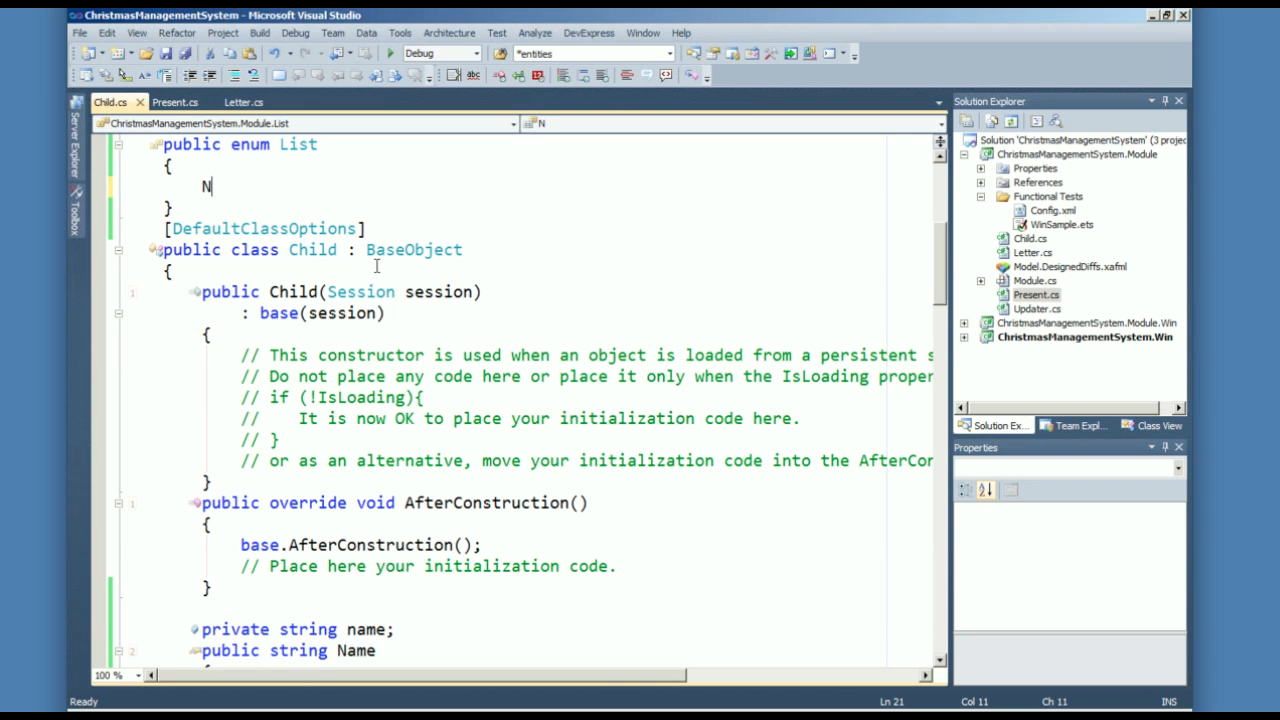 ChristmasManagementSystem - Microsoft Visual Studio
File Edit View Refactor Project Build Debug Team Data Tools Architecture Test Analyze DevExpress Window Help
Debug *entities
Child.cs Present.cs Letter.cs
ChristmasManagementSystem.Module.List N
Server Explorer
Toolbox
public enum List
{
N
}
[DefaultClassOptions]
public class Child : BaseObject
{
1 public Child(Session session)
: base(session)
{
// This constructor is used when an object is loaded from a persistent s
// Do not place any code here or place it only when the IsLoading proper
// if (!IsLoading){
//    It is now OK to place your initialization code here.
// }
// or as an alternative, move your initialization code into the AfterCon
}
1 public override void AfterConstruction()
{
base.AfterConstruction();
// Place here your initialization code.
}
private string name;
2 public string Name
100 %
Solution Explorer
Solution 'ChristmasManagementSystem' (3 projec
ChristmasManagementSystem.Module
Properties
References
Functional Tests
Config.xml
WinSample.ets
Child.cs
Letter.cs
Model.DesignedDiffs.xafml
Module.cs
Present.cs
Updater.cs
ChristmasManagementSystem.Module.Win
ChristmasManagementSystem.Win
Solution Ex... Team Expl... Class View
Properties
Ready Ln 21 Col 11 Ch 11 INS